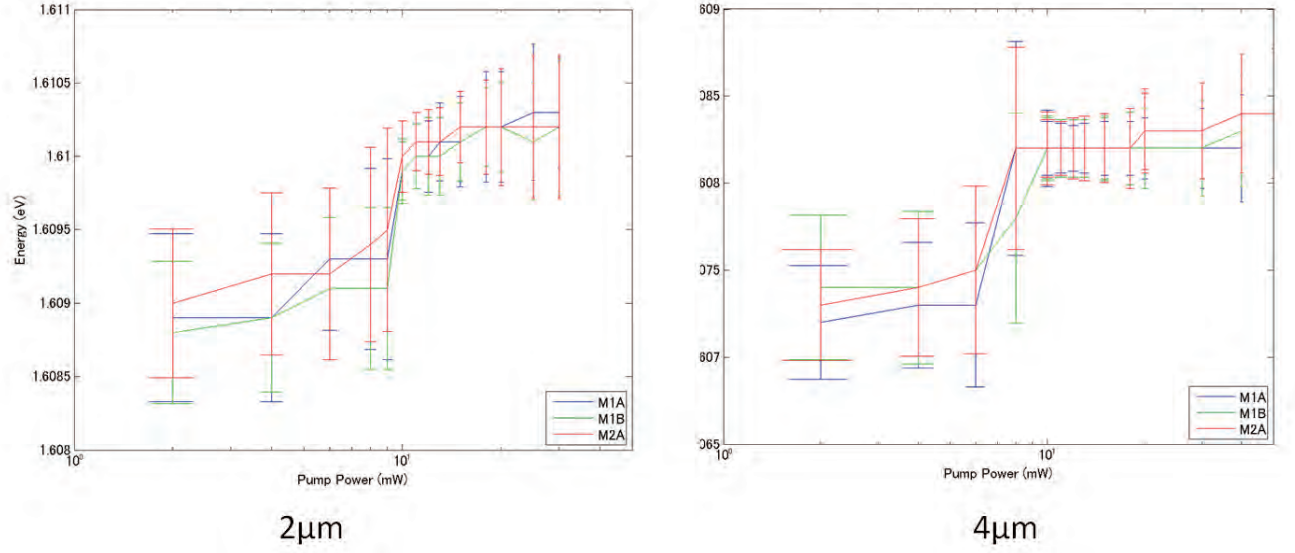 1.611
1.6105
1.61
1.6095
1.609
1.6085
1.608
Energy (eV)
10⁰
10¹
Pump Power (mW)
M1A
M1B
M2A
2μm
609
085
608
075
607
065
10⁰
10¹
Pump Power (mW)
M1A
M1B
M2A
4μm